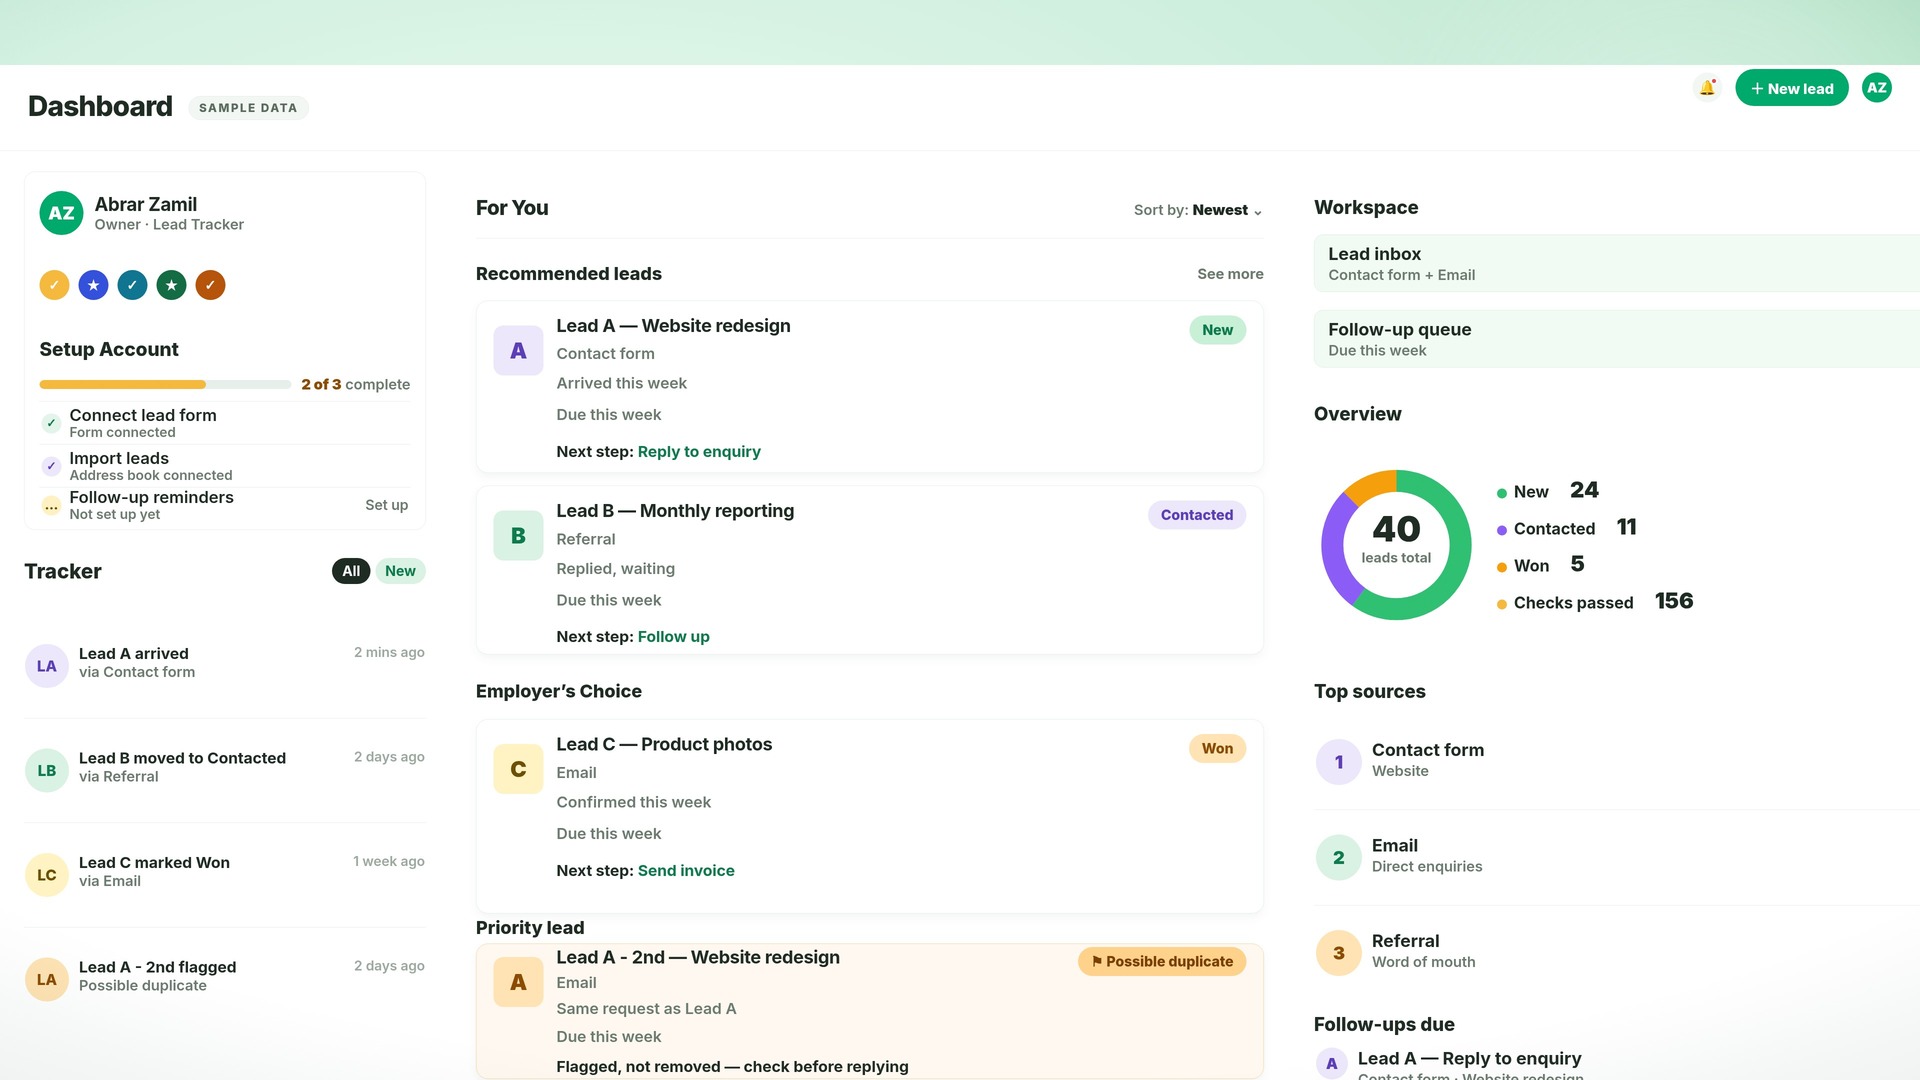 Dashboard
SAMPLE DATA
+ New lead
AZ
AZ
Abrar Zamil
Owner · Lead Tracker
Setup Account
2 of 3 complete
Connect lead form
Form connected
Import leads
Address book connected
Follow-up reminders
Not set up yet
Set up
Tracker
All
New
LA
Lead A arrived
via Contact form
2 mins ago
LB
Lead B moved to Contacted
via Referral
2 days ago
LC
Lead C marked Won
via Email
1 week ago
LA
Lead A - 2nd flagged
Possible duplicate
2 days ago
For You
Sort by: Newest
Recommended leads
See more
A
Lead A — Website redesign
New
Contact form
Arrived this week
Due this week
Next step: Reply to enquiry
B
Lead B — Monthly reporting
Contacted
Referral
Replied, waiting
Due this week
Next step: Follow up
Employer’s Choice
C
Lead C — Product photos
Won
Email
Confirmed this week
Due this week
Next step: Send invoice
Priority lead
A
Lead A - 2nd — Website redesign
⚑ Possible duplicate
Email
Same request as Lead A
Due this week
Flagged, not removed — check before replying
Workspace
Lead inbox
Contact form + Email
Follow-up queue
Due this week
Overview
40
leads total
New 24
Contacted 11
Won 5
Checks passed 156
Top sources
1
Contact form
Website
2
Email
Direct enquiries
3
Referral
Word of mouth
Follow-ups due
A
Lead A — Reply to enquiry
Contact form · Website redesign